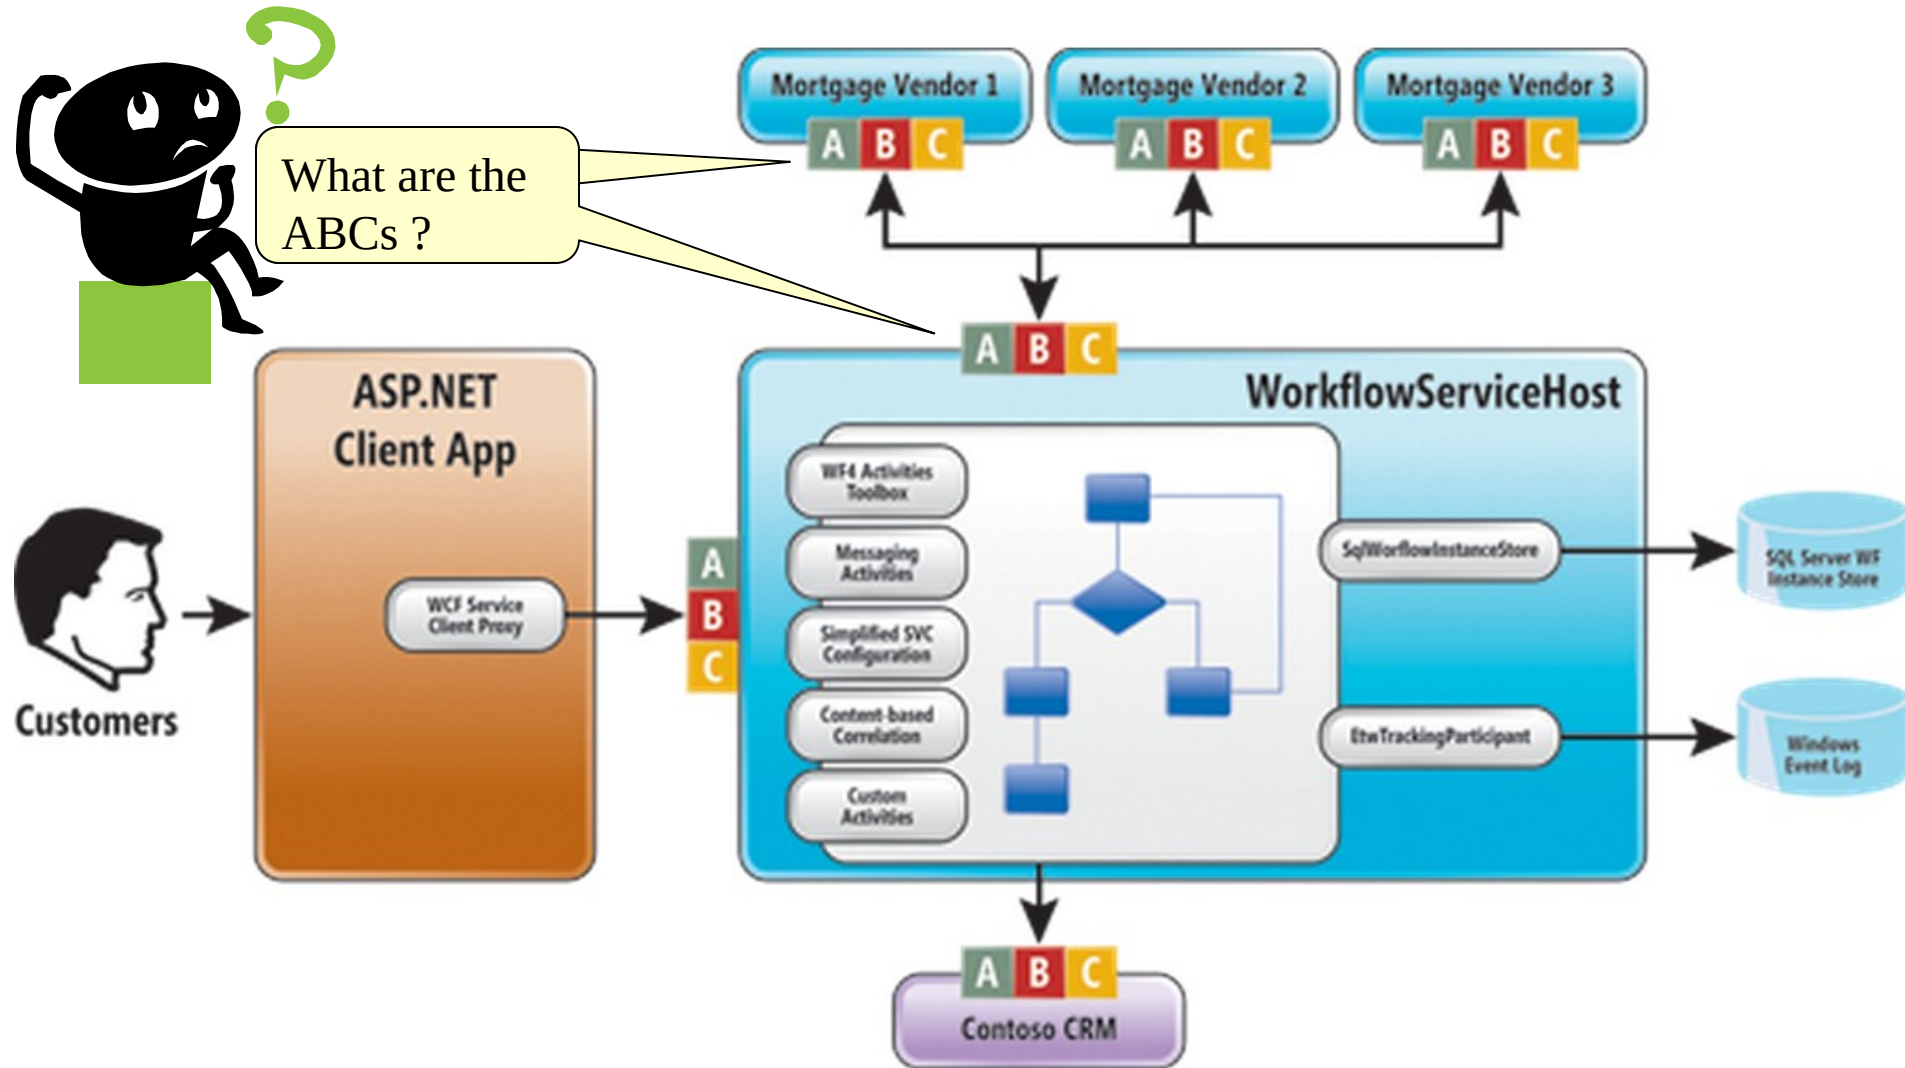 What are the
ABCs ?
Mortgage Vendor 1
A B C
Mortgage Vendor 2
A B C
Mortgage Vendor 3
A B C
A B C
ASP.NET
Client App
WCF Service
Client Proxy
Customers
A
B
C
WorkflowServiceHost
WF4 Activities
Toolbox
Messaging
Activities
Simplified SVC
Configuration
Content-based
Correlation
Custom
Activities
SqlWorflowInstanceStore
EtwTrackingParticipant
SQL Server WF
Instance Store
Windows
Event Log
A B C
Contoso CRM